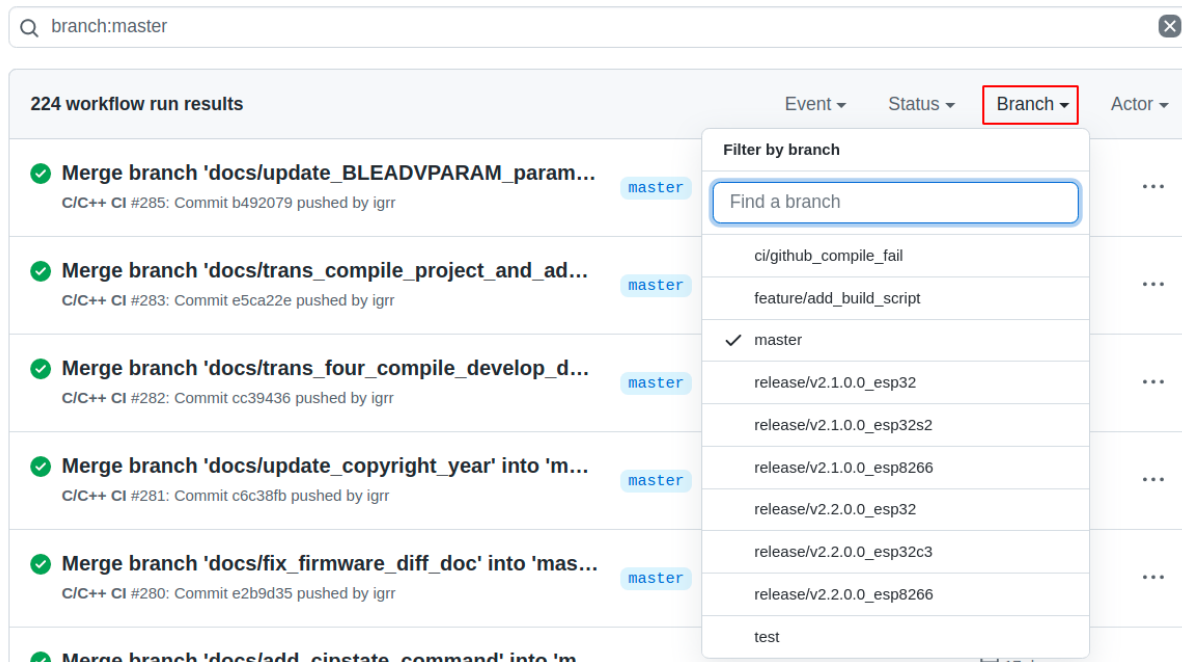 branch:master
224 workflow run results
Event
Status
Branch
Actor
Filter by branch
Find a branch
ci/github_compile_fail
feature/add_build_script
master
release/v2.1.0.0_esp32
release/v2.1.0.0_esp32s2
release/v2.1.0.0_esp8266
release/v2.2.0.0_esp32
release/v2.2.0.0_esp32c3
release/v2.2.0.0_esp8266
test
Merge branch 'docs/update_BLEADVPARAM_param...
C/C++ CI #285: Commit b492079 pushed by igrr
master
Merge branch 'docs/trans_compile_project_and_ad...
C/C++ CI #283: Commit e5ca22e pushed by igrr
master
Merge branch 'docs/trans_four_compile_develop_d...
C/C++ CI #282: Commit cc39436 pushed by igrr
master
Merge branch 'docs/update_copyright_year' into 'm...
C/C++ CI #281: Commit c6c38fb pushed by igrr
master
Merge branch 'docs/fix_firmware_diff_doc' into 'mas...
C/C++ CI #280: Commit e2b9d35 pushed by igrr
master
Merge branch 'docs/add_cipstate_command' into 'm